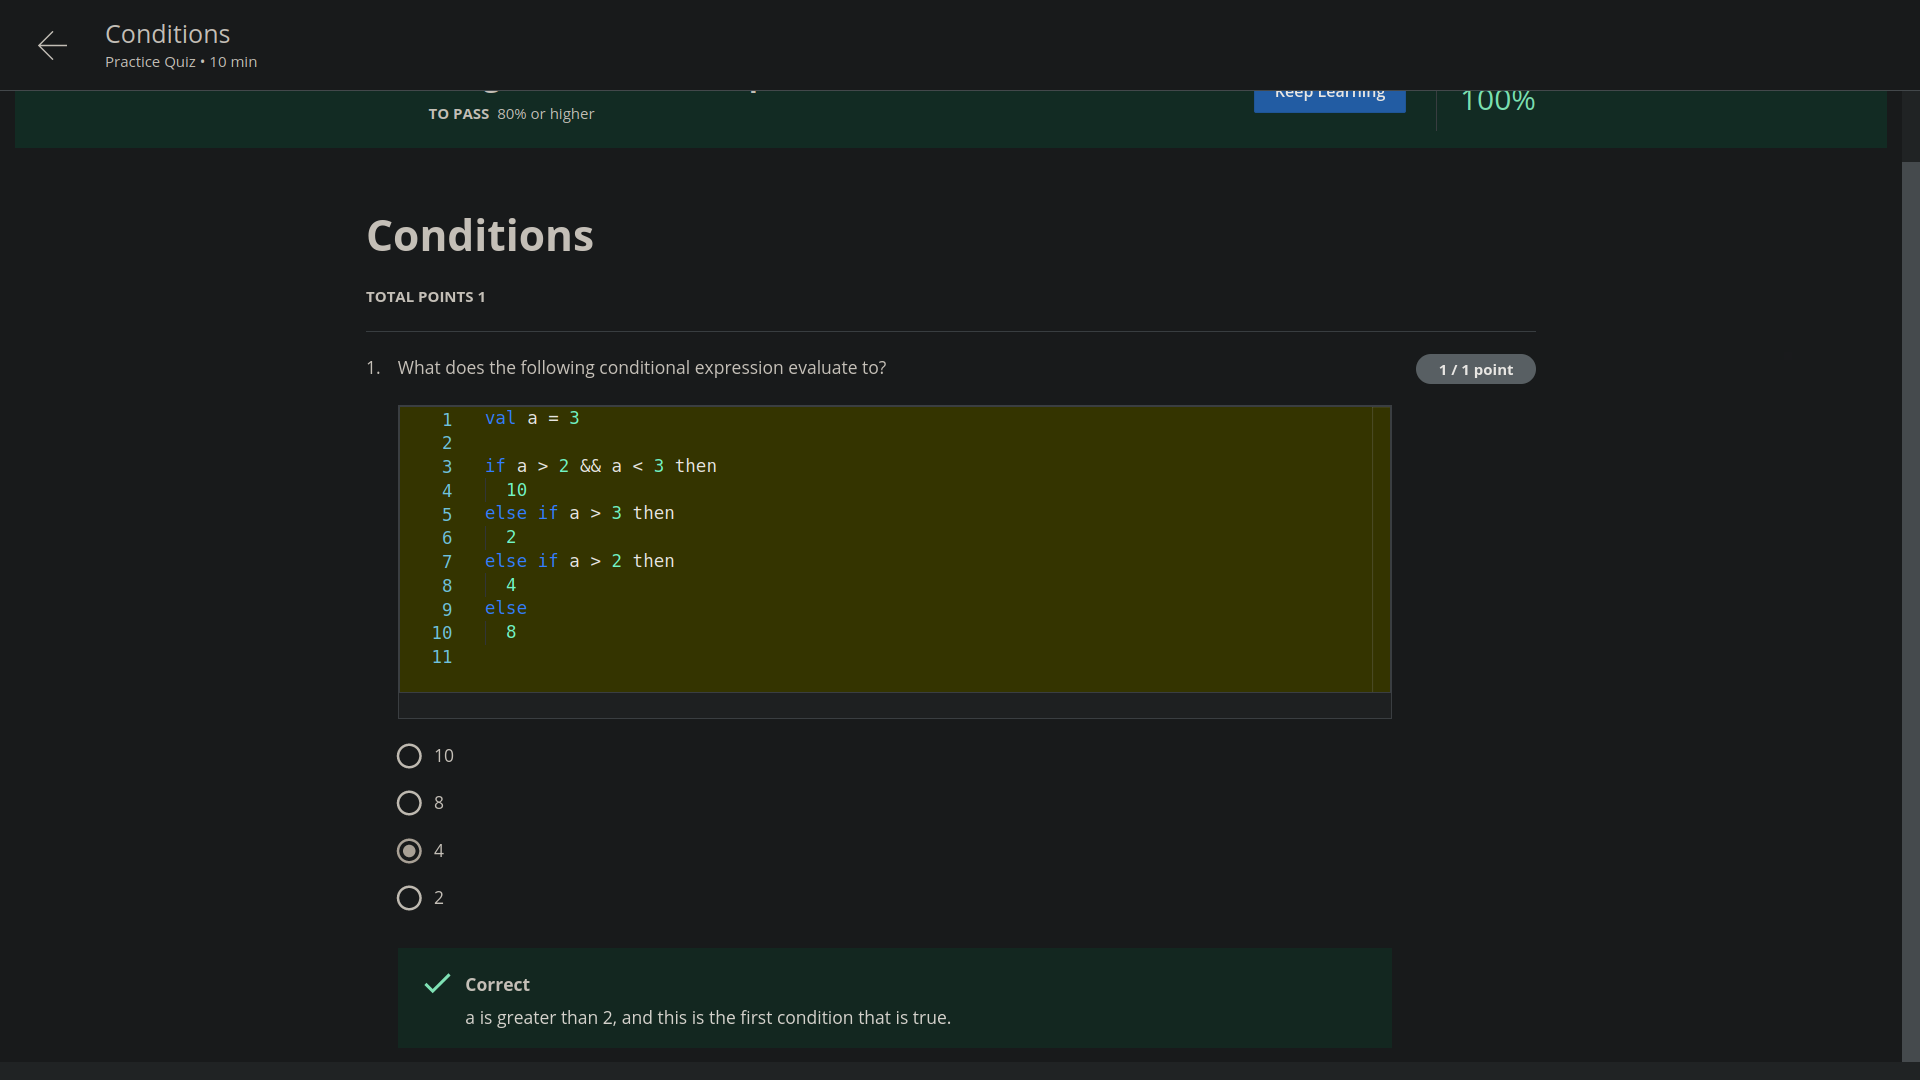 Conditions
Practice Quiz • 10 min
Keep Learning
100%
TO PASS 80% or higher
Conditions
TOTAL POINTS 1
1. What does the following conditional expression evaluate to?
1 / 1 point
1 val a = 3
2
3 if a > 2 && a < 3 then
4 10
5 else if a > 3 then
6 2
7 else if a > 2 then
8 4
9 else
10 8
11
10
8
4
2
Correct
a is greater than 2, and this is the first condition that is true.